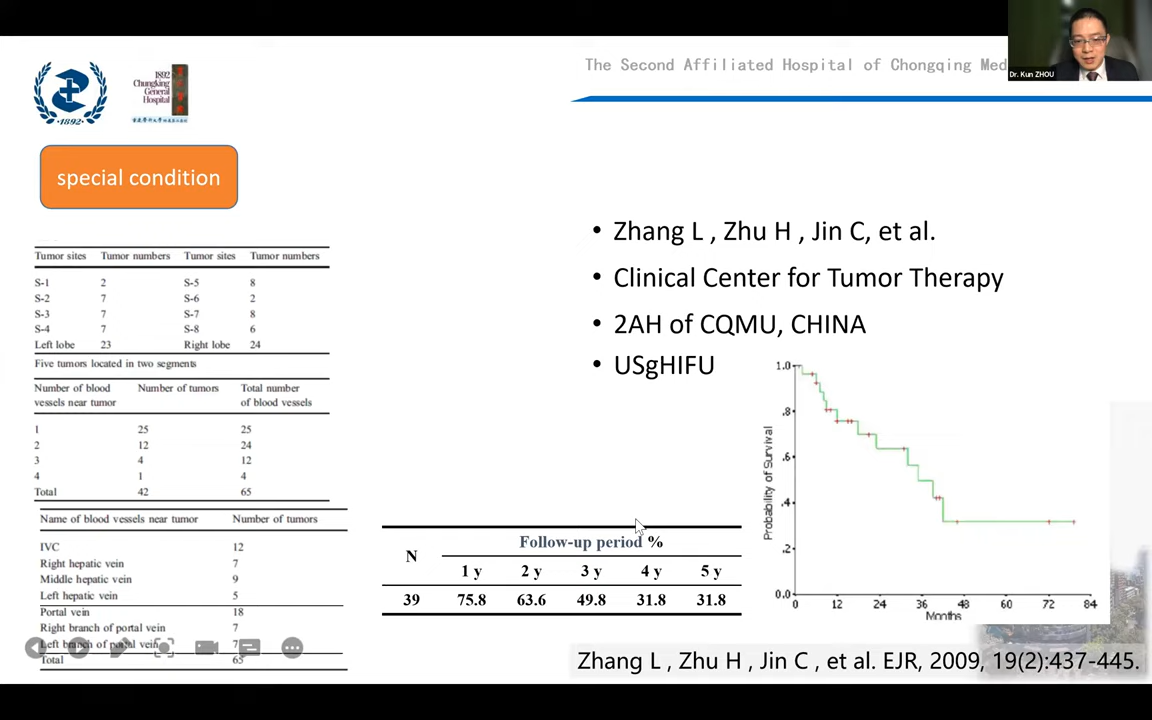 The Second Affiliated Hospital of Chongqing Med
Dr. Kun ZHOU
1892
Chungking
General
Hospital
·1892·
special condition
Tumor sites Tumor numbers Tumor sites Tumor numbers
S-1 2 S-5 8
S-2 7 S-6 2
S-3 7 S-7 8
S-4 7 S-8 6
Left lobe 23 Right lobe 24
Five tumors located in two segments
Number of blood Number of tumors Total number
vessels near tumor of blood vessels
1 25 25
2 12 24
3 4 12
4 1 4
Total 42 65
Name of blood vessels near tumor Number of tumors
IVC 12
Right hepatic vein 7
Middle hepatic vein 9
Left hepatic vein 5
Portal vein 18
Right branch of portal vein 7
Left branch of portal vein 7
Total 65
• Zhang L , Zhu H , Jin C, et al.
• Clinical Center for Tumor Therapy
• 2AH of CQMU, CHINA
• USgHIFU
N Follow-up period %
1 y 2 y 3 y 4 y 5 y
39 75.8 63.6 49.8 31.8 31.8
Probability of Survival
1.0
.8
.6
.4
.2
0.0
0 12 24 36 48 60 72 84
Months
Zhang L , Zhu H , Jin C , et al. EJR, 2009, 19(2):437-445.